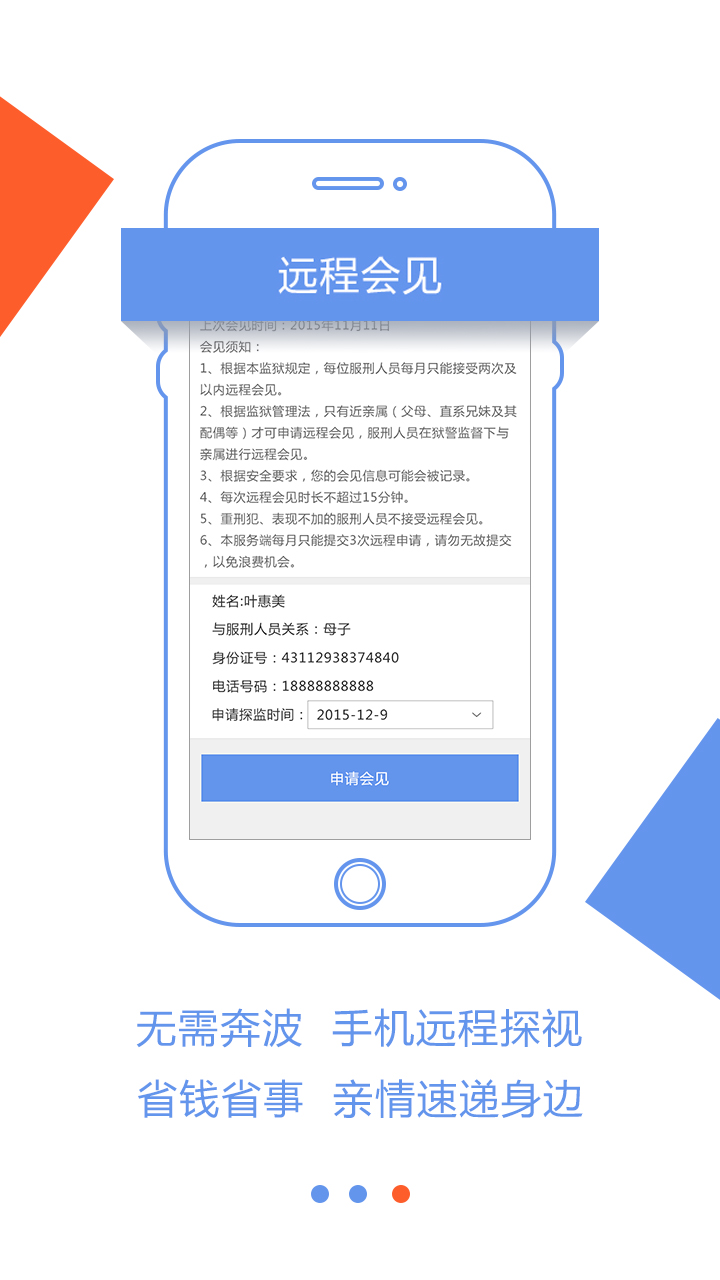 远程会见
上次会见时间：2015年11月11日
会见须知：
1、根据本监狱规定，每位服刑人员每月只能接受两次及
以内远程会见。
2、根据监狱管理法，只有近亲属（父母、直系兄妹及其
配偶等）才可申请远程会见，服刑人员在狱警监督下与
亲属进行远程会见。
3、根据安全要求，您的会见信息可能会被记录。
4、每次远程会见时长不超过15分钟。
5、重刑犯、表现不加的服刑人员不接受远程会见。
6、本服务端每月只能提交3次远程申请，请勿无故提交
，以免浪费机会。
姓名:叶惠美
与服刑人员关系：母子
身份证号：43112938374840
电话号码：18888888888
申请探监时间：2015-12-9
申请会见
无需奔波 手机远程探视
省钱省事 亲情速递身边